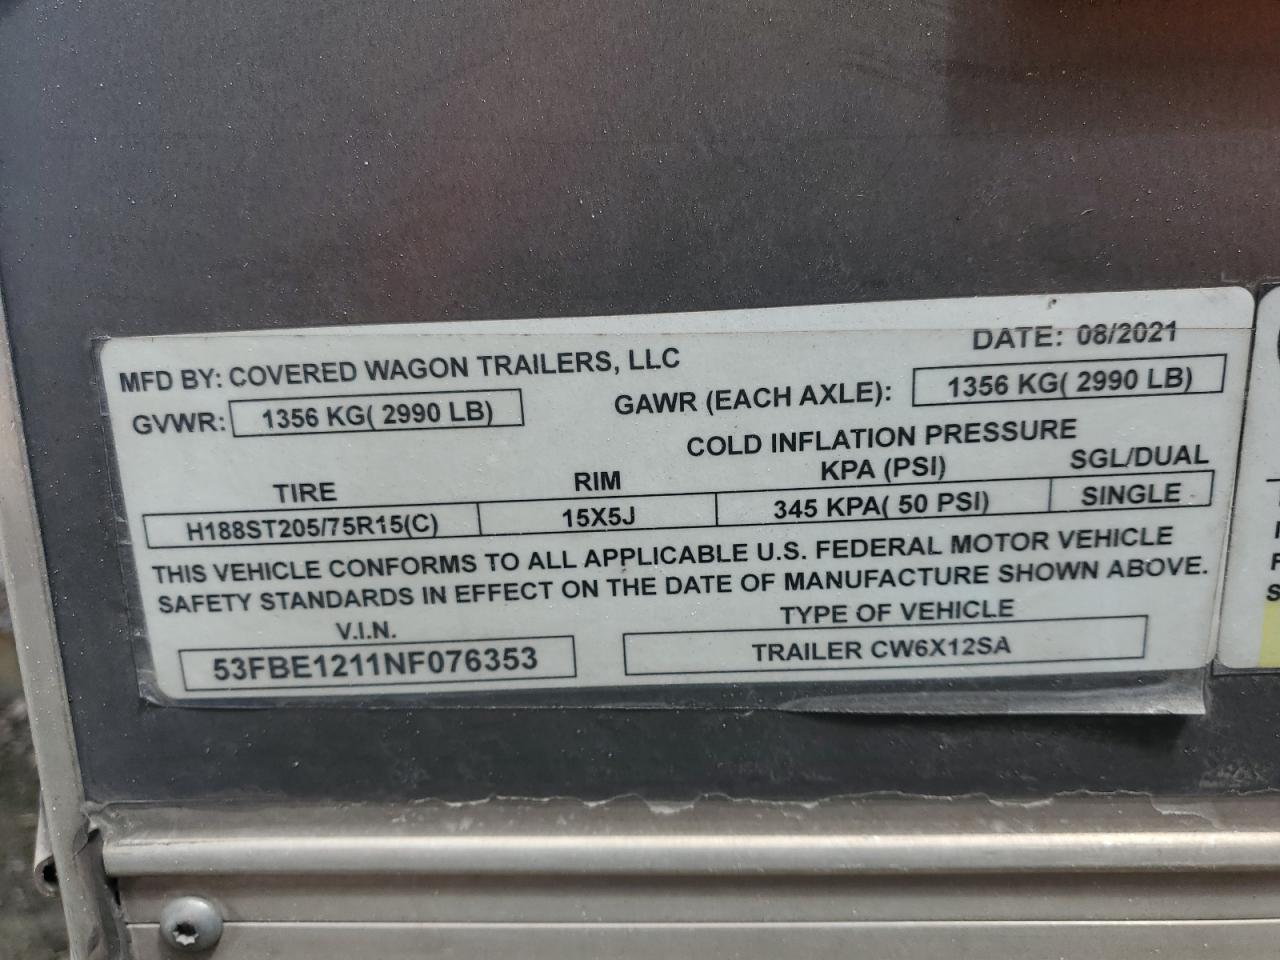 MFD BY: COVERED WAGON TRAILERS, LLC DATE: 08/2021
GVWR: 1356 KG( 2990 LB) GAWR (EACH AXLE): 1356 KG( 2990 LB)
COLD INFLATION PRESSURE
TIRE RIM KPA (PSI) SGL/DUAL
H188ST205/75R15(C) 15X5J 345 KPA( 50 PSI) SINGLE
THIS VEHICLE CONFORMS TO ALL APPLICABLE U.S. FEDERAL MOTOR VEHICLE
SAFETY STANDARDS IN EFFECT ON THE DATE OF MANUFACTURE SHOWN ABOVE.
V.I.N. TYPE OF VEHICLE
53FBE1211NF076353 TRAILER CW6X12SA